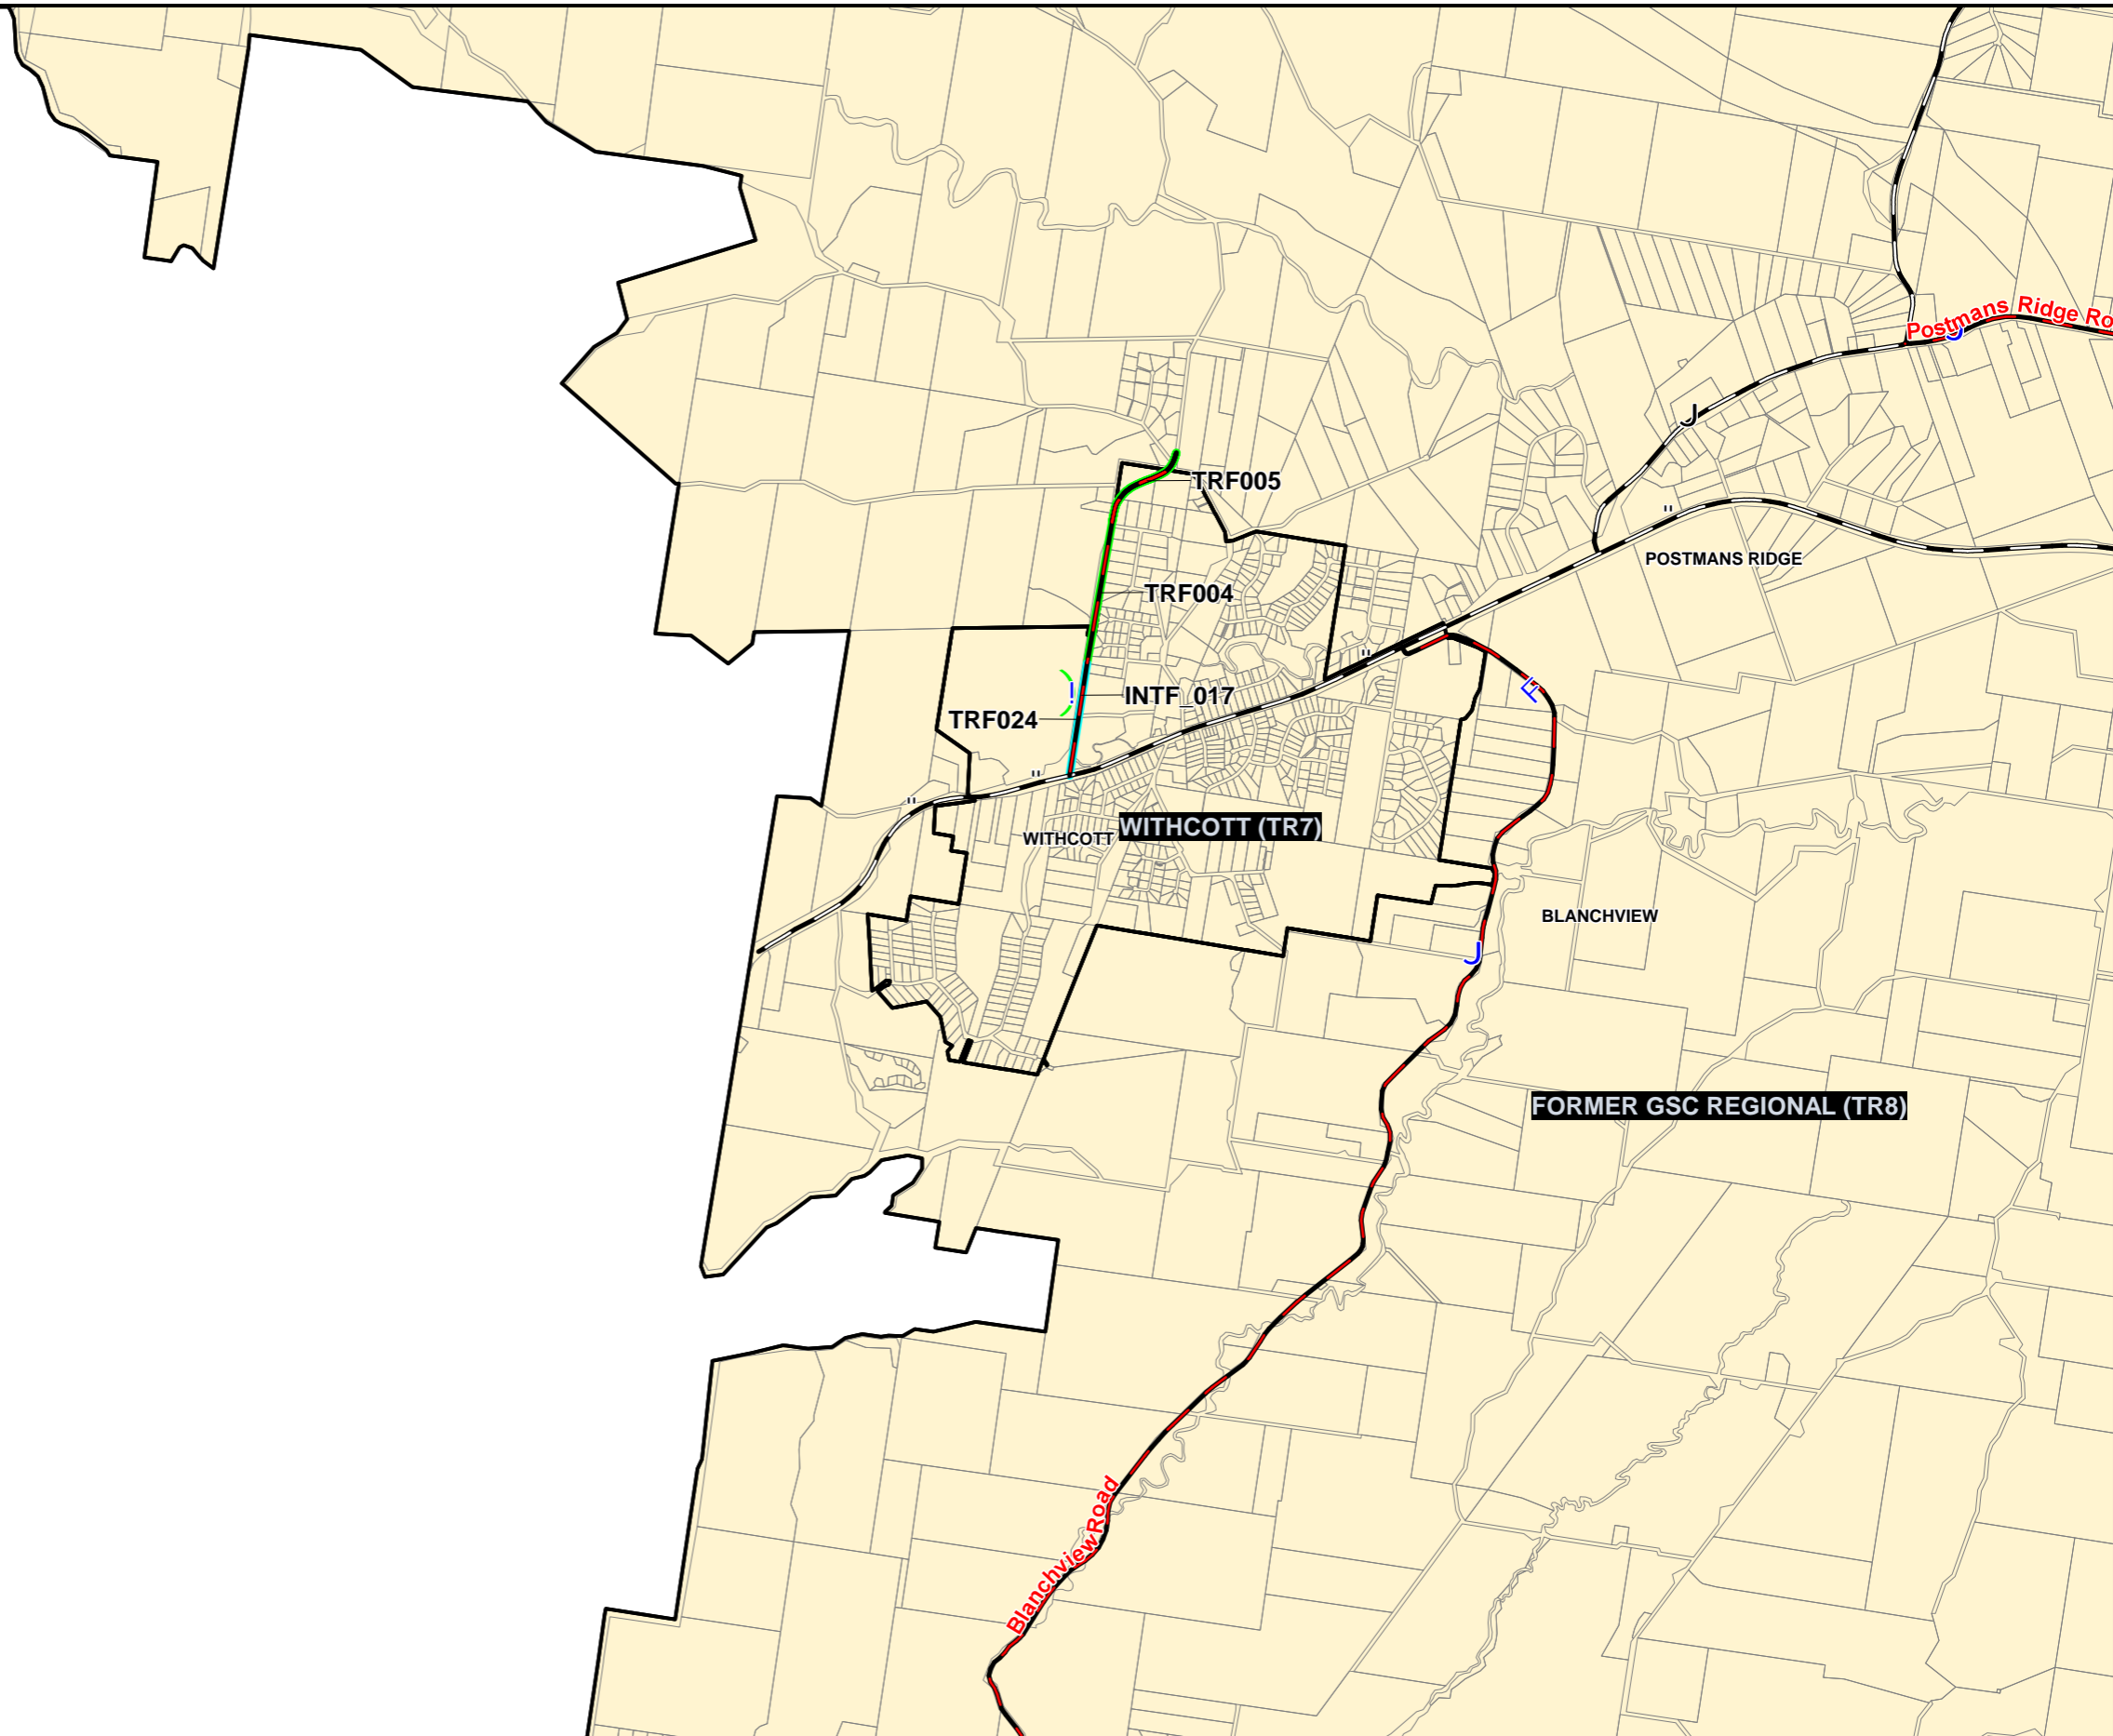 Postmans Ridge Ro
J
J
TRF005
"
POSTMANS RIDGE
TRF004
"
F
INTF_017
TRF024
"
"
WITHCOTT
WITHCOTT (TR7)
BLANCHVIEW
J
FORMER GSC REGIONAL (TR8)
Blanchview Road